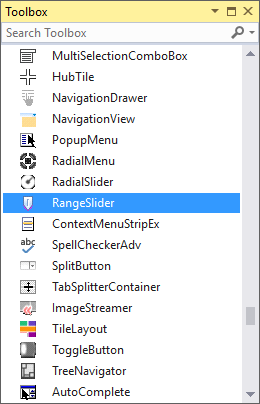 Toolbox
Search Toolbox
MultiSelectionComboBox
HubTile
NavigationDrawer
NavigationView
PopupMenu
RadialMenu
RadialSlider
RangeSlider
ContextMenuStripEx
abc SpellCheckerAdv
SplitButton
TabSplitterContainer
ImageStreamer
TileLayout
ToggleButton
TreeNavigator
AutoComplete